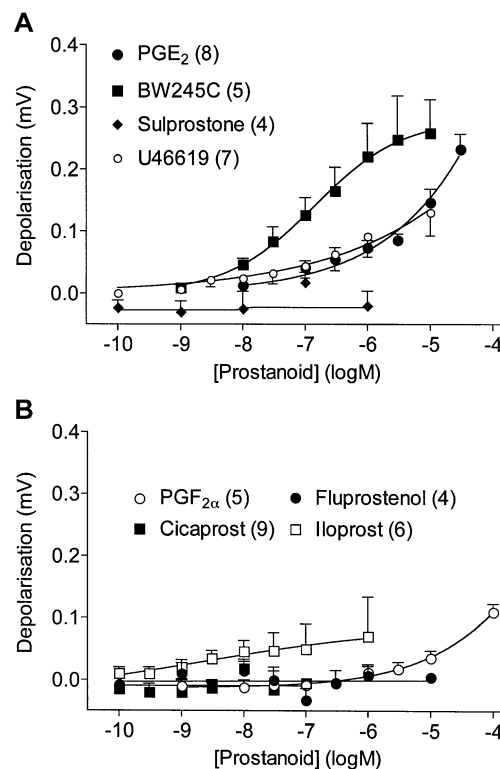 A
0.4
0.3
0.2
0.1
0.0
Depolarisation (mV)
PGE2 (8)
BW245C (5)
Sulprostone (4)
U46619 (7)
-10 -9 -8 -7 -6 -5 -4
[Prostanoid] (logM)
B
0.4
0.3
0.2
0.1
0.0
Depolarisation (mV)
PGF2α (5) Fluprostenol (4)
Cicaprost (9) Iloprost (6)
-10 -9 -8 -7 -6 -5 -4
[Prostanoid] (logM)